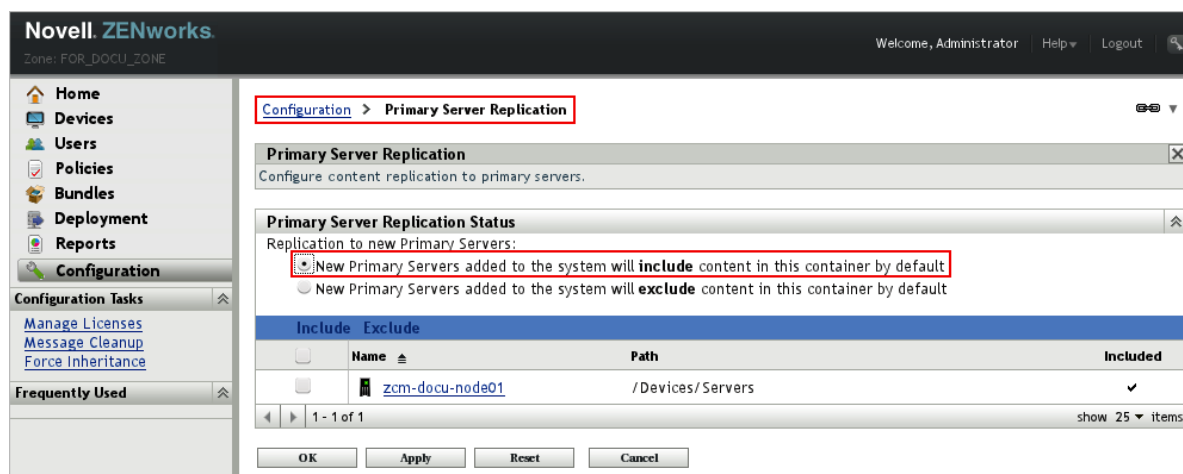 Novell. ZENworks.
Zone: FOR_DOCU_ZONE
Welcome, Administrator Help Logout
Home
Devices
Users
Policies
Bundles
Deployment
Reports
Configuration
Configuration Tasks
Manage Licenses
Message Cleanup
Force Inheritance
Frequently Used
Configuration > Primary Server Replication
Primary Server Replication
Configure content replication to primary servers.
Primary Server Replication Status
Replication to new Primary Servers:
New Primary Servers added to the system will include content in this container by default
New Primary Servers added to the system will exclude content in this container by default
Include Exclude
Name Path Included
zcm-docu-node01 /Devices/Servers
1 - 1 of 1 show 25 items
OK Apply Reset Cancel